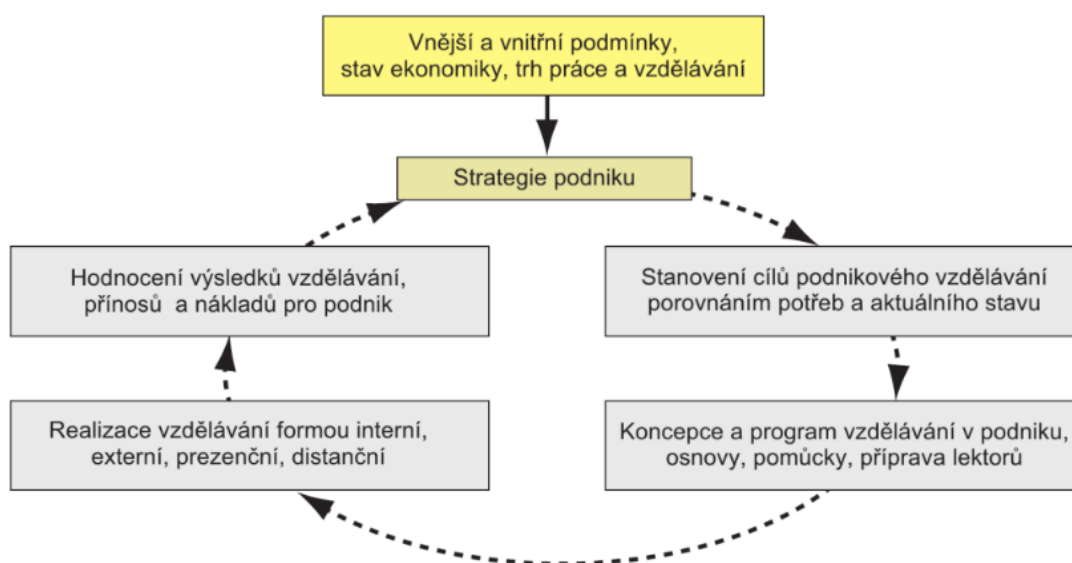 Vnější a vnitřní podmínky,
stav ekonomiky, trh práce a vzdělávání
Strategie podniku
Hodnocení výsledků vzdělávání,
přínosů a nákladů pro podnik
Stanovení cílů podnikového vzdělávání
porovnáním potřeb a aktuálního stavu
Realizace vzdělávání formou interní,
externí, prezenční, distanční
Koncepce a program vzdělávání v podniku,
osnovy, pomůcky, příprava lektorů